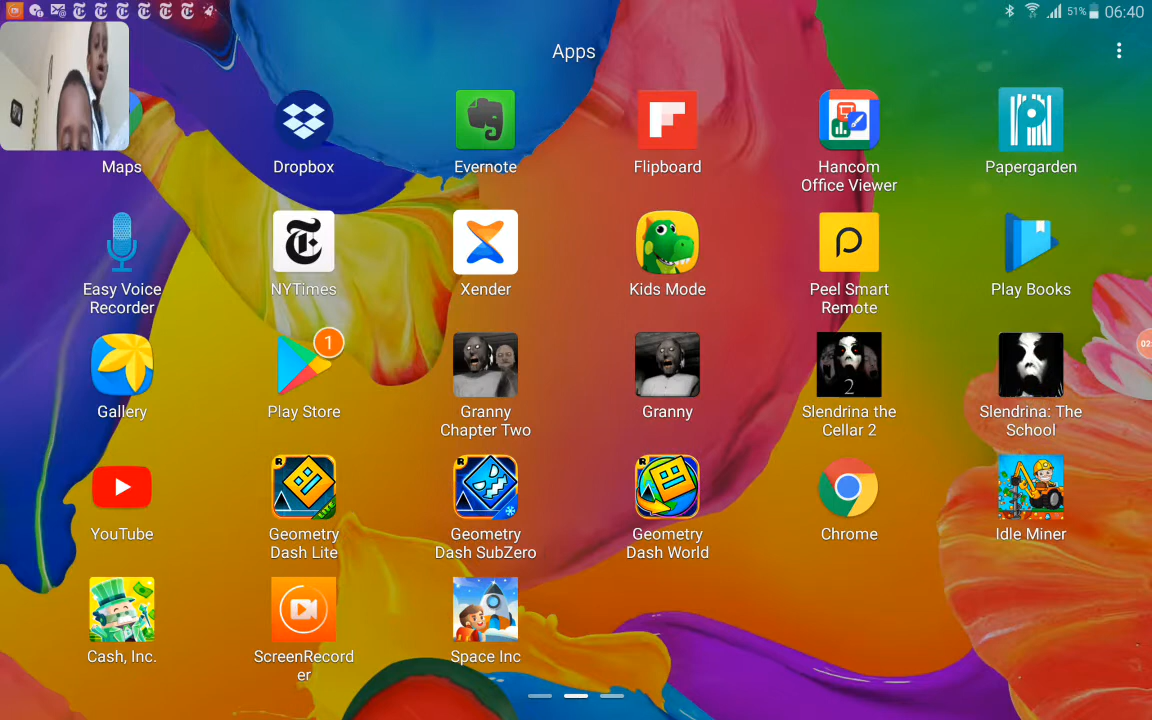 51% 06:40
Apps
Maps
Dropbox
Evernote
Flipboard
Hancom
Office Viewer
Papergarden
Easy Voice
Recorder
NYTimes
Xender
Kids Mode
Peel Smart
Remote
Play Books
Gallery
1
Play Store
Granny
Chapter Two
Granny
2
Slendrina the
Cellar 2
Slendrina: The
School
YouTube
R
LITE
Geometry
Dash Lite
R
Geometry
Dash SubZero
R
Geometry
Dash World
Chrome
Idle Miner
Cash, Inc.
ScreenRecord
er
Space Inc
02: